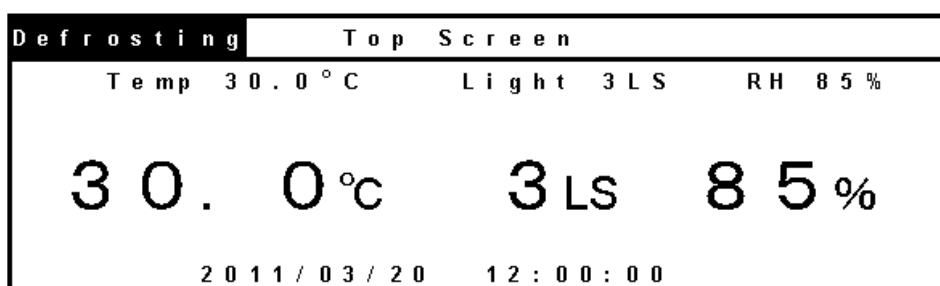 Defrosting Top Screen
Temp 30.0°C Light 3LS RH 85%
30.0°C 3LS 85%
2011/03/20 12:00:00